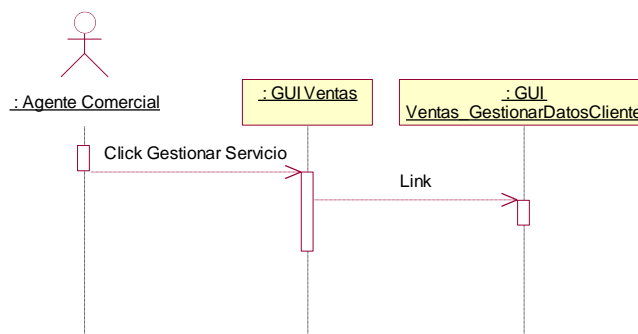 : Agente Comercial
: GUI Ventas
: GUI
Ventas_GestionarDatosCliente
Click Gestionar Servicio
Link